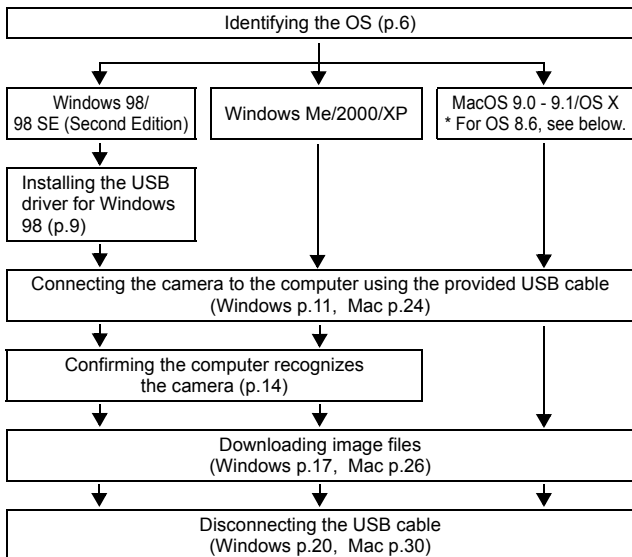 Identifying the OS (p.6)
Windows 98/
98 SE (Second Edition)
Windows Me/2000/XP
MacOS 9.0 - 9.1/OS X
* For OS 8.6, see below.
Installing the USB
driver for Windows
98 (p.9)
Connecting the camera to the computer using the provided USB cable
(Windows p.11, Mac p.24)
Confirming the computer recognizes
the camera (p.14)
Downloading image files
(Windows p.17, Mac p.26)
Disconnecting the USB cable
(Windows p.20, Mac p.30)